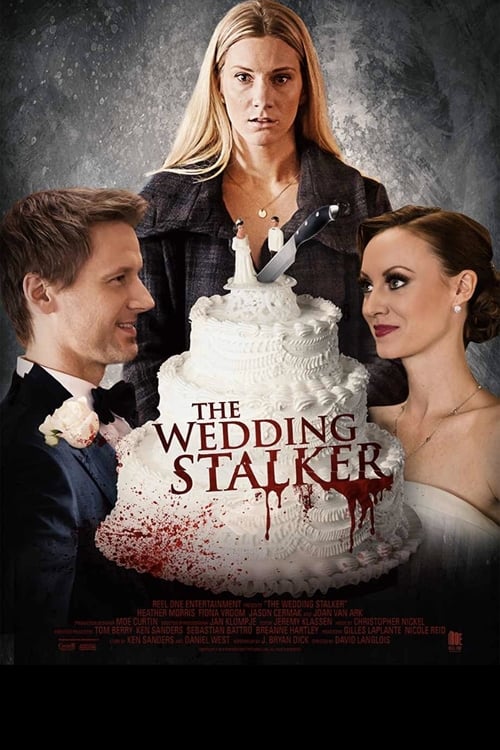 THE
WEDDING
STALKER
REEL ONE ENTERTAINMENT PRESENTS "THE WEDDING STALKER"
HEATHER MORRIS FIONA VROOM JASON CERMAK AND JOAN VAN ARK
MOE CURTIN JAN KLOMPJE JEREMY KLASSEN CHRISTOPHER NICKEL
TOM BERRY KEN SANDERS SEBASTIAN BATTRO BREANNE HARTLEY GILLES LAPLANTE NICOLE REID
KEN SANDERS AND DANIEL WEST J. BRYAN DICK DAVID LANGLOIS